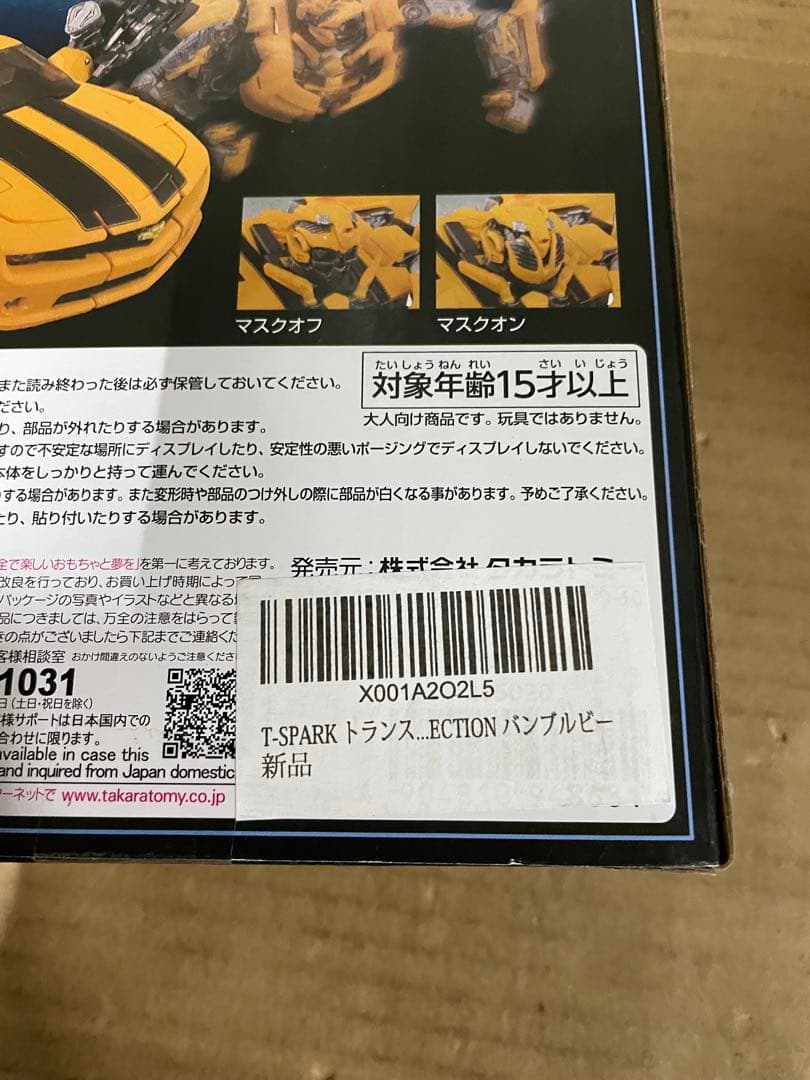 マスクオフ
マスクオン
また読み終わった後は必ず保管しておいてください。
ださい。
り、部品が外れたりする場合があります。
すので不安定な場所にディスプレイしたり、安定性の悪いポージングでディスプレイしないでください。
本体をしっかりと持って運んでください。
りする場合があります。また変形時や部品のつけ外しの際に部品が白くなる事があります。予めご了承ください。
たり、貼り付いたりする場合があります。
たいしょうねんれい さいいじょう
対象年齢15才以上
大人向け商品です。玩具ではありません。
全で楽しいおもちゃと夢を」を第一に考えております。
改良を行っており、お買い上げ時期によって
パッケージの写真やイラストなどと異なる
品につきましては、万全の注意をはらって
きの点がございましたら下記までご連絡くだ
客様相談室 おかけ間違えのないようご注意くださ
1031
日(土日・祝日を除く)
様サポートは日本国内での
合わせに限ります。
available in case this
and inquired from Japan domestic
ーネットで www.takaratomy.co.jp
発売元:株式会社タカラトミー
X001A2O2L5
T-SPARK トランス...ECTION バンブルビー
新品